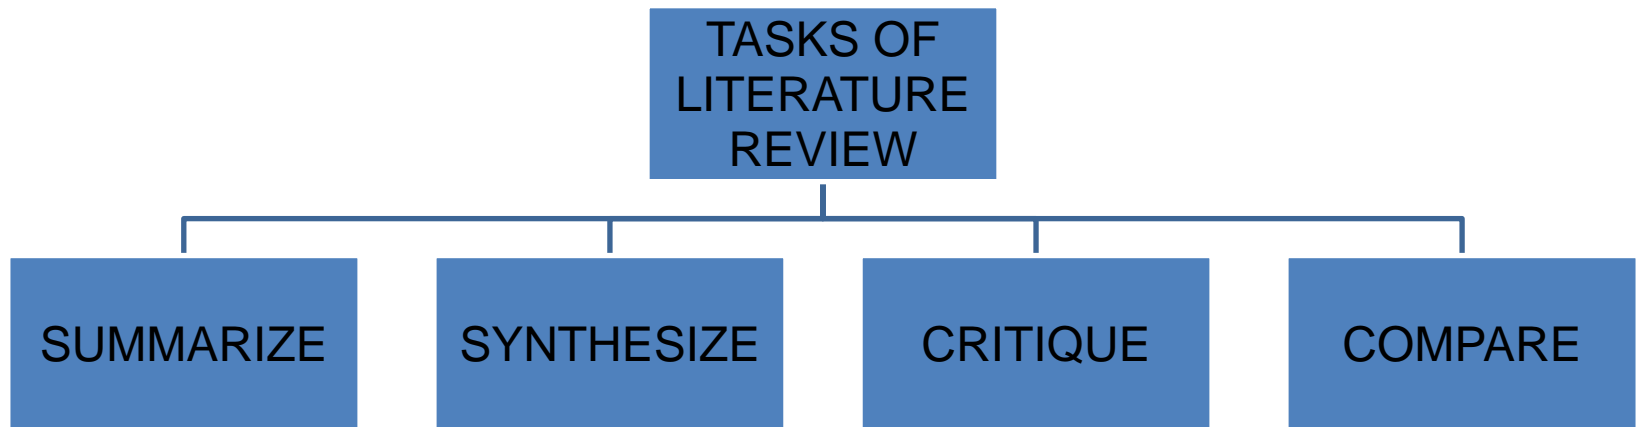 TASKS OF
LITERATURE
REVIEW
SUMMARIZE
SYNTHESIZE
CRITIQUE
COMPARE